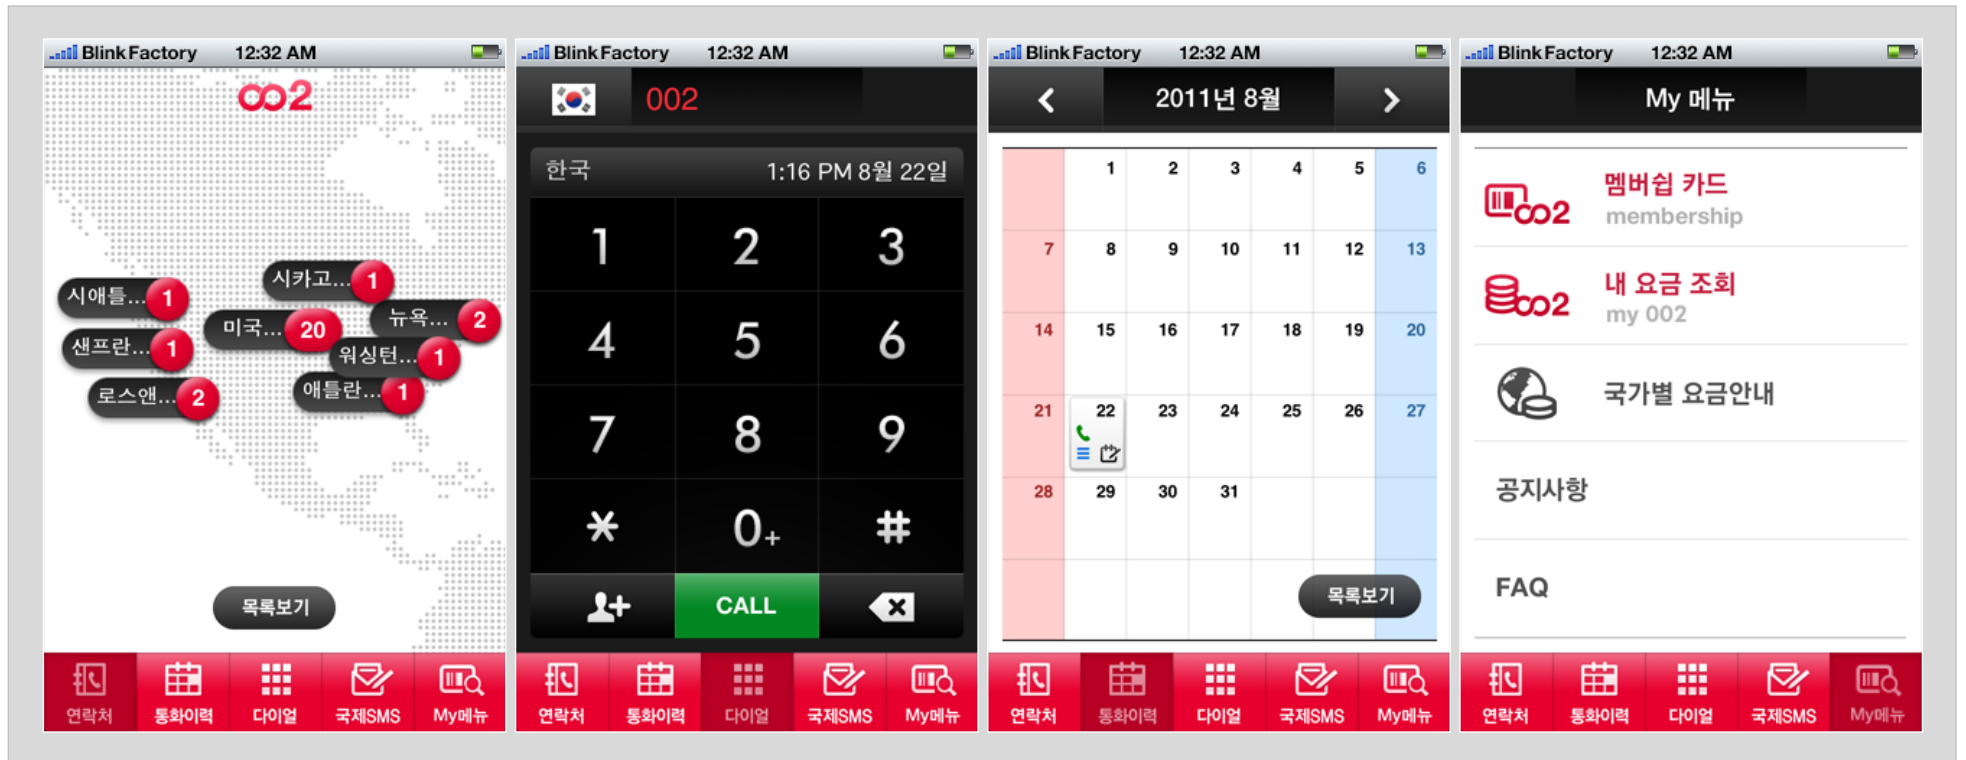 Blink Factory 12:32 AM
002
시애틀... 1
시카고... 1
미국... 20
뉴욕... 2
샌프란... 1
워싱턴... 1
로스앤... 2
애틀란... 1
목록보기
연락처 통화이력 다이얼 국제SMS My메뉴
Blink Factory 12:32 AM
002
한국 1:16 PM 8월 22일
1 2 3
4 5 6
7 8 9
* 0+ #
CALL
연락처 통화이력 다이얼 국제SMS My메뉴
Blink Factory 12:32 AM
2011년 8월
1 2 3 4 5 6
7 8 9 10 11 12 13
14 15 16 17 18 19 20
21 22 23 24 25 26 27
28 29 30 31
목록보기
연락처 통화이력 다이얼 국제SMS My메뉴
Blink Factory 12:32 AM
My 메뉴
002 멤버쉽 카드
membership
002 내 요금 조회
my 002
국가별 요금안내
공지사항
FAQ
연락처 통화이력 다이얼 국제SMS My메뉴